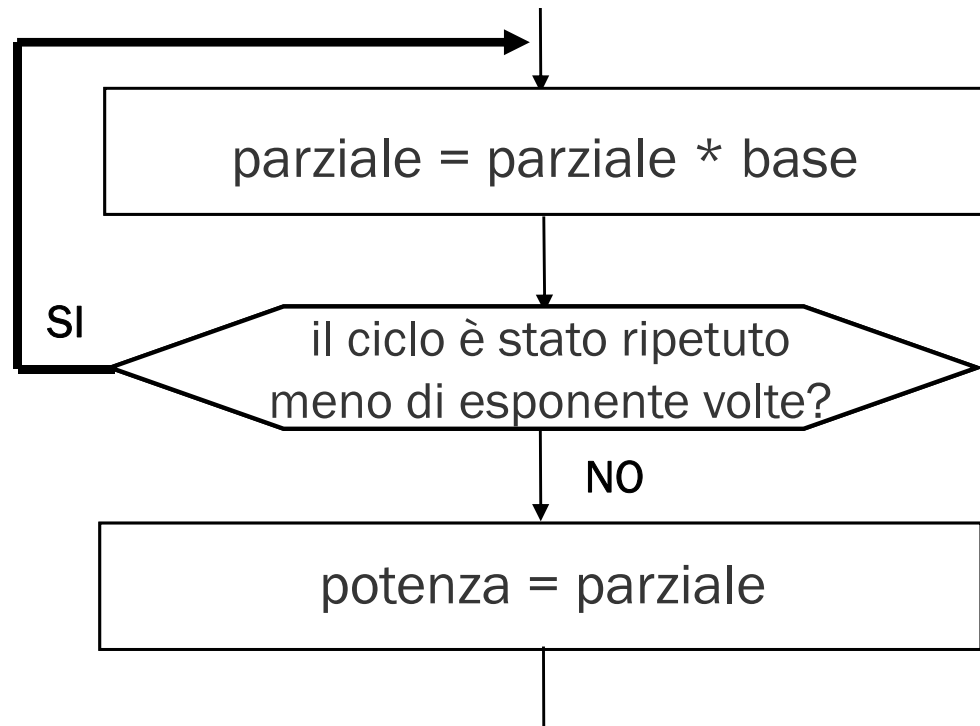 parziale = parziale * base
SI
il ciclo è stato ripetuto
meno di esponente volte?
NO
potenza = parziale